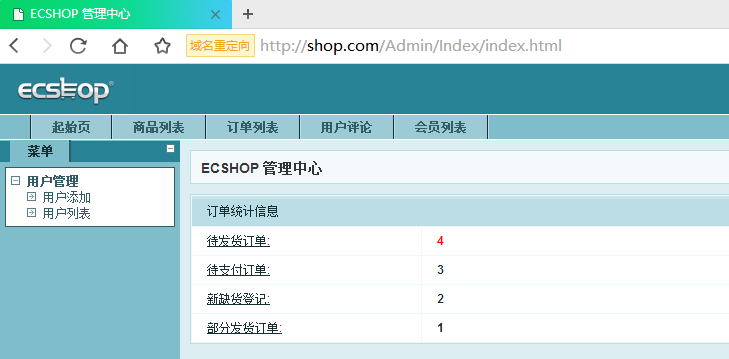 ECSHOP 管理中心
域名重定向 http://shop.com/Admin/Index/index.html
ecshop®
起始页 商品列表 订单列表 用户评论 会员列表
菜单
用户管理
用户添加
用户列表
ECSHOP 管理中心
订单统计信息
待发货订单: 4
待支付订单: 3
新缺货登记: 2
部分发货订单: 1